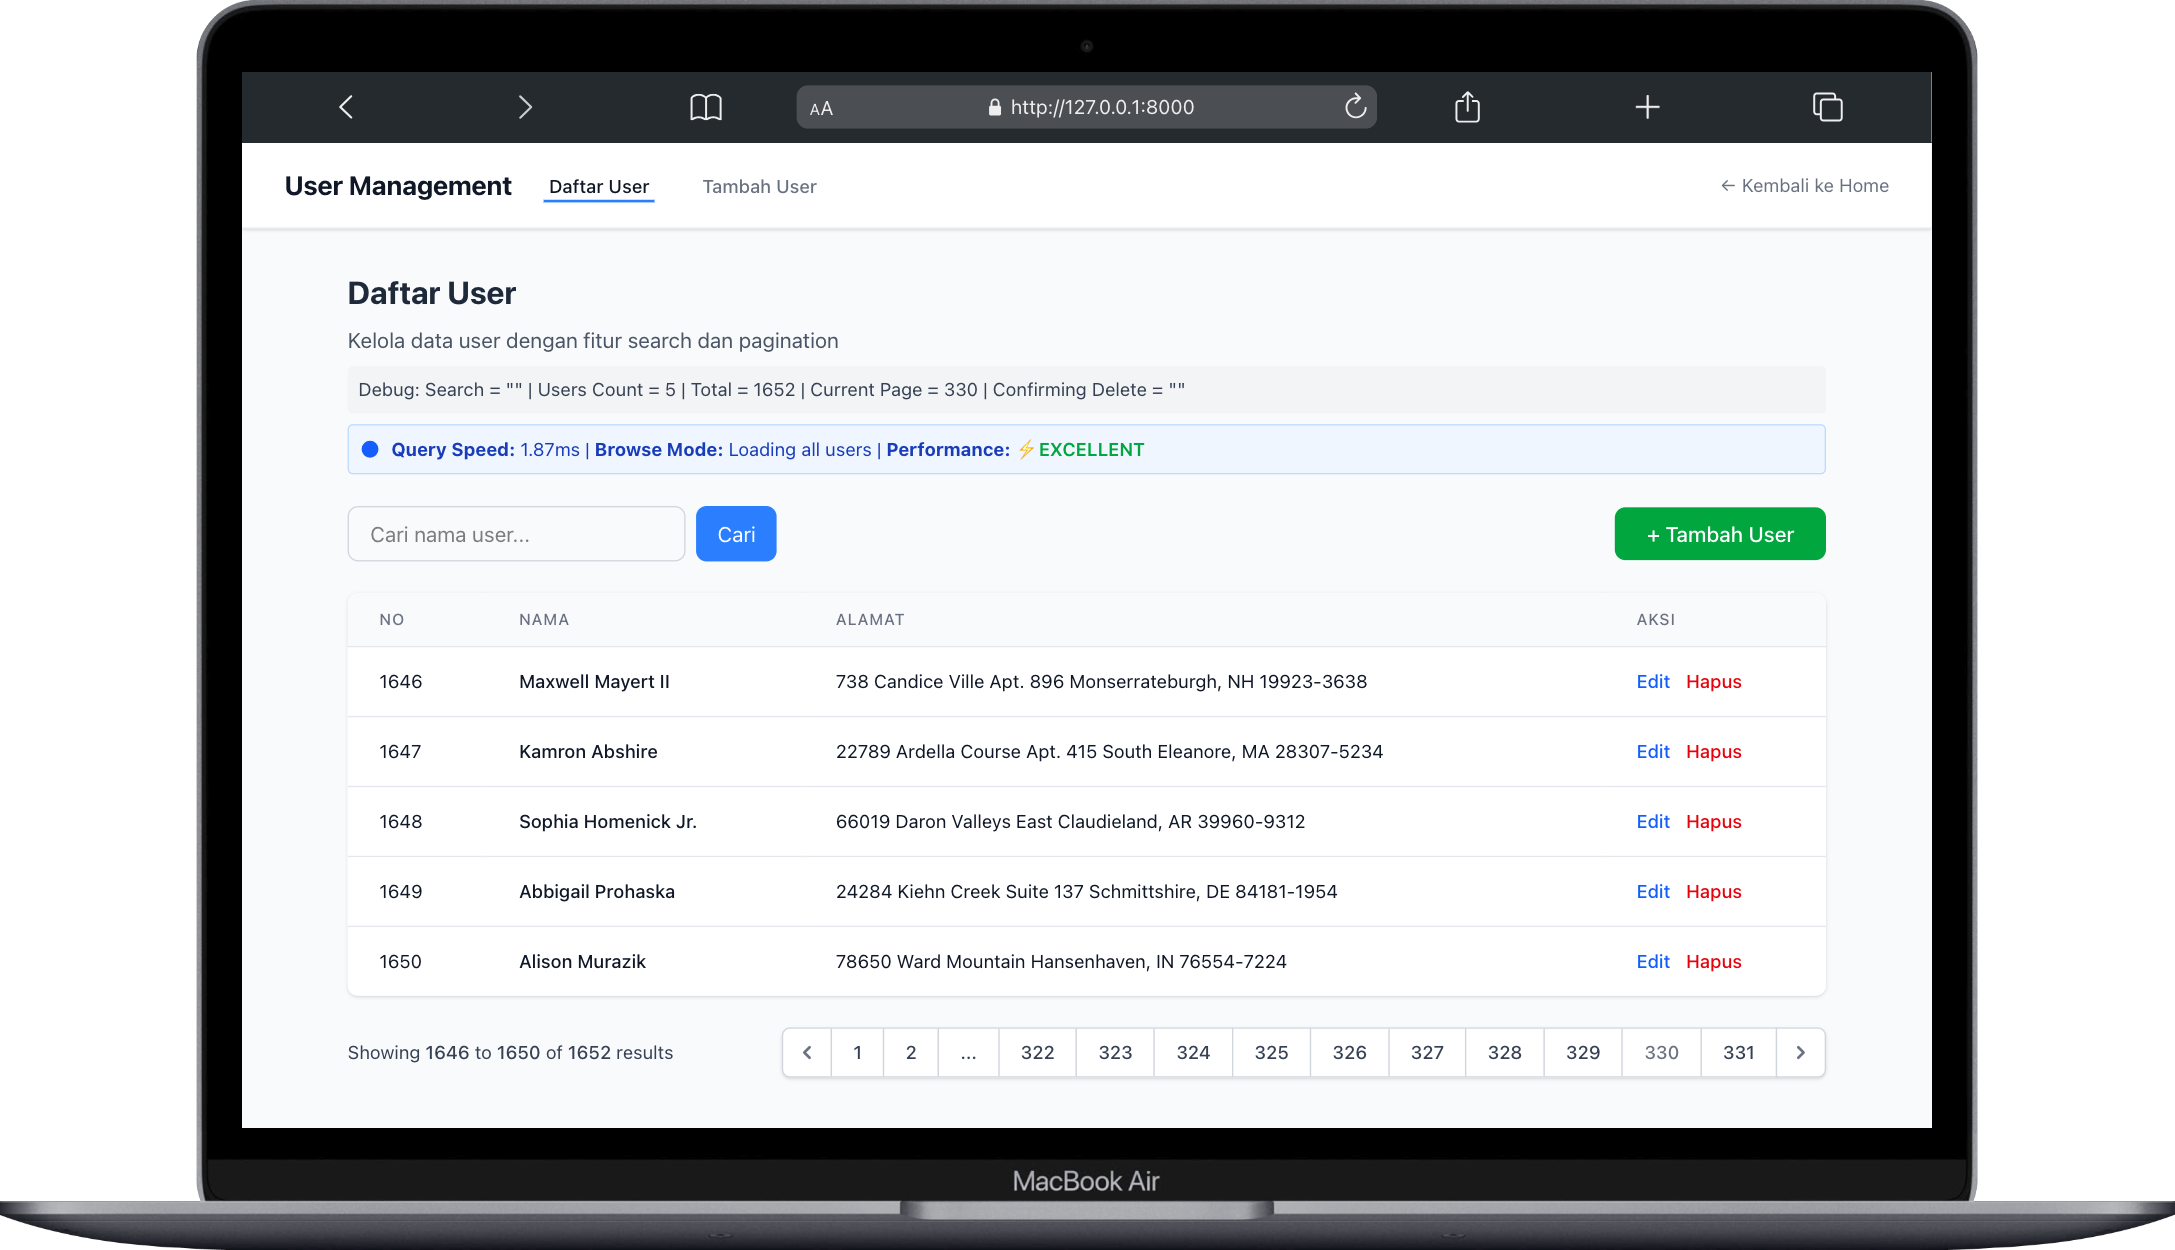 AA http://127.0.0.1:8000
User Management Daftar User Tambah User ← Kembali ke Home
Daftar User
Kelola data user dengan fitur search dan pagination
Debug: Search = "" | Users Count = 5 | Total = 1652 | Current Page = 330 | Confirming Delete = ""
Query Speed: 1.87ms | Browse Mode: Loading all users | Performance: ⚡ EXCELLENT
Cari nama user... Cari + Tambah User
NO NAMA ALAMAT AKSI
1646 Maxwell Mayert II 738 Candice Ville Apt. 896 Monserrateburgh, NH 19923-3638 Edit Hapus
1647 Kamron Abshire 22789 Ardella Course Apt. 415 South Eleanore, MA 28307-5234 Edit Hapus
1648 Sophia Homenick Jr. 66019 Daron Valleys East Claudieland, AR 39960-9312 Edit Hapus
1649 Abbigail Prohaska 24284 Kiehn Creek Suite 137 Schmittshire, DE 84181-1954 Edit Hapus
1650 Alison Murazik 78650 Ward Mountain Hansenhaven, IN 76554-7224 Edit Hapus
Showing 1646 to 1650 of 1652 results 1 2 ... 322 323 324 325 326 327 328 329 330 331
MacBook Air